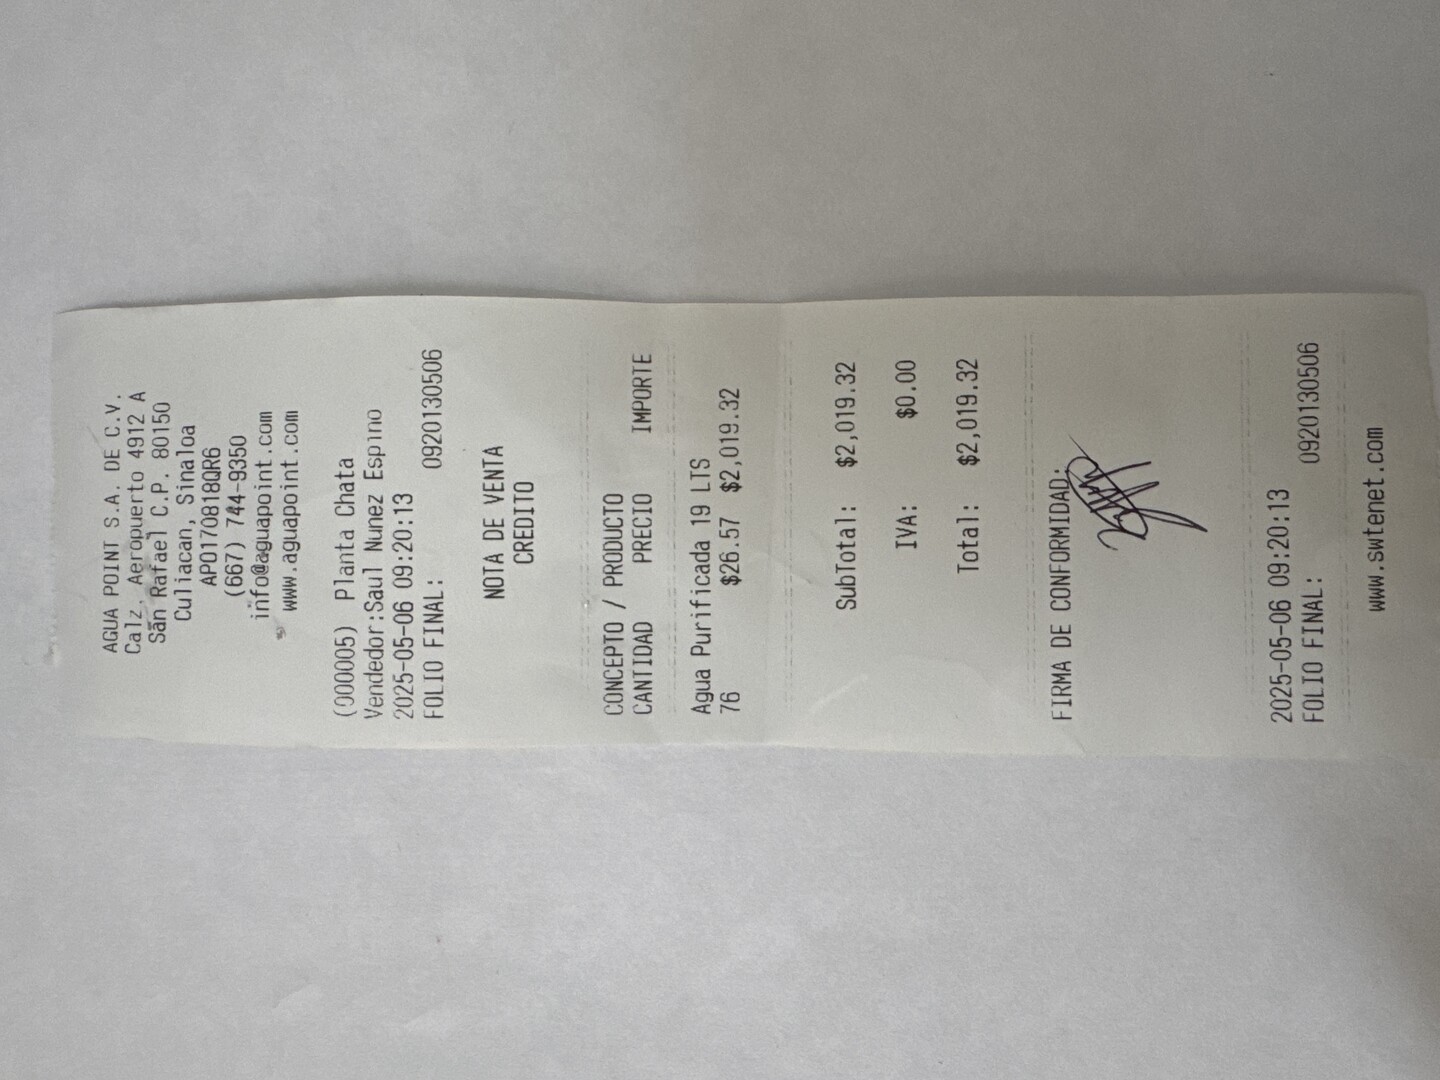 AGUA POINT S.A. DE C.V.
Calz. Aeropuerto 4912 A
San Rafael C.P. 80150
Culiacan, Sinaloa
APO170818QR6
(667) 744-9350
info@aguapoint.com
www.aguapoint.com
(000005) Planta Chata
Vendedor:Saul Nunez Espino
2025-05-06 09:20:13
FOLIO FINAL: 0920130506
NOTA DE VENTA
CREDITO
CONCEPTO / PRODUCTO
CANTIDAD PRECIO IMPORTE
Agua Purificada 19 LTS
76 $26.57 $2,019.32
SubTotal: $2,019.32
IVA: $0.00
Total: $2,019.32
FIRMA DE CONFORMIDAD.
2025-05-06 09:20:13
FOLIO FINAL: 0920130506
www.swtenet.com